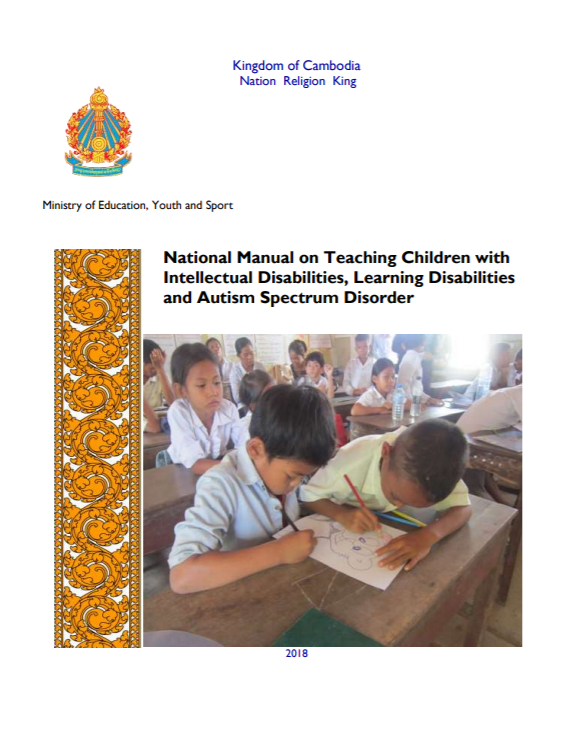 Kingdom of Cambodia
Nation Religion King
Ministry of Education, Youth and Sport
National Manual on Teaching Children with
Intellectual Disabilities, Learning Disabilities
and Autism Spectrum Disorder
2018